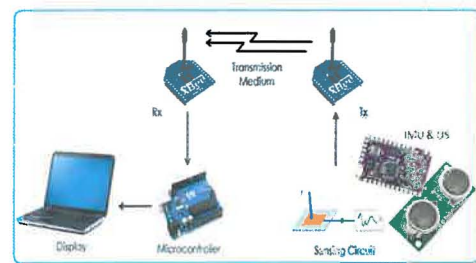 Transmission
Medium
Rx
Tx
IMU & US
Display
Microcontroller
Sensing Circuit